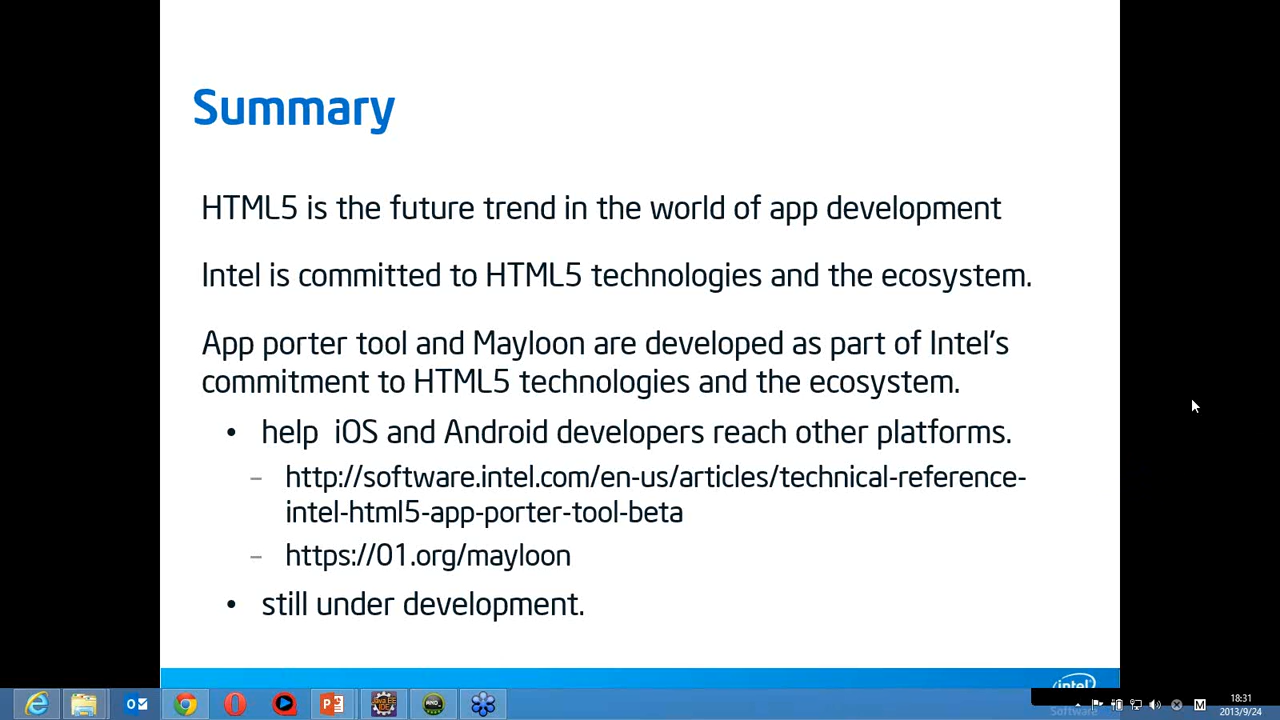 Summary
HTML5 is the future trend in the world of app development
Intel is committed to HTML5 technologies and the ecosystem.
App porter tool and Mayloon are developed as part of Intel's
commitment to HTML5 technologies and the ecosystem.
• help  iOS and Android developers reach other platforms.
– http://software.intel.com/en-us/articles/technical-reference-
intel-html5-app-porter-tool-beta
– https://01.org/mayloon
• still under development.
intel
Software
18:31
2013/9/24